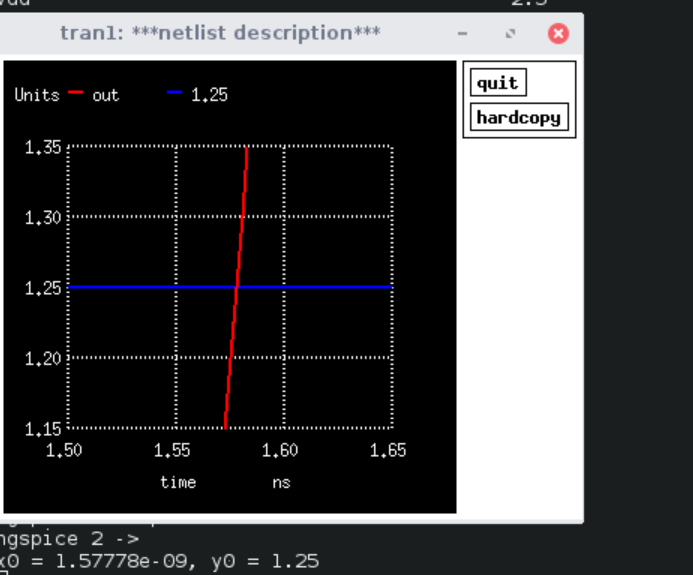 2.5
tran1: ***netlist description***
quit
hardcopy
Units out 1.25
1.35
1.30
1.25
1.20
1.15
1.50 1.55 1.60 1.65
time ns
ngspice 2 ->
x0 = 1.57778e-09, y0 = 1.25